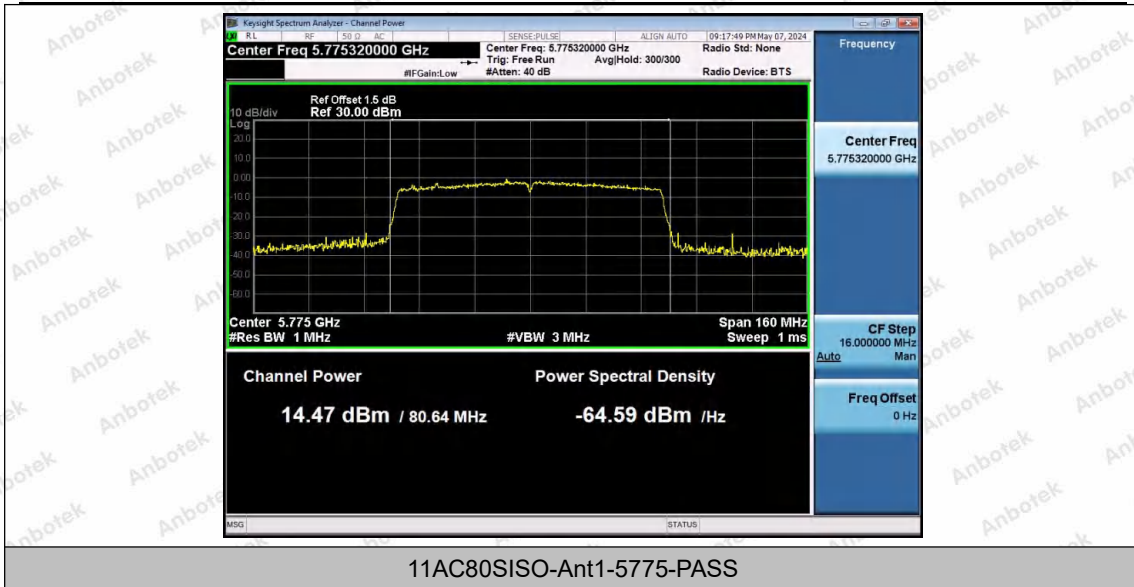 Keysight Spectrum Analyzer - Channel Power
RL RF 50 Ω AC SENSE:PULSE ALIGN AUTO 09:17:49 PM May 07, 2024
Center Freq 5.775320000 GHz
Center Freq: 5.775320000 GHz
Radio Std: None
Trig: Free Run Avg|Hold: 300/300
#IFGain:Low #Atten: 40 dB
Radio Device: BTS
Ref Offset 1.5 dB
10 dB/div Ref 30.00 dBm
Log
20.0
10.0
0.00
-10.0
-20.0
-30.0
-40.0
-50.0
-60.0
Center 5.775 GHz Span 160 MHz
#Res BW 1 MHz #VBW 3 MHz Sweep 1 ms
Channel Power Power Spectral Density
14.47 dBm / 80.64 MHz -64.59 dBm /Hz
MSG STATUS
Frequency
Center Freq
5.775320000 GHz
CF Step
16.000000 MHz
Auto Man
Freq Offset
0 Hz
11AC80SISO-Ant1-5775-PASS
Anbotek